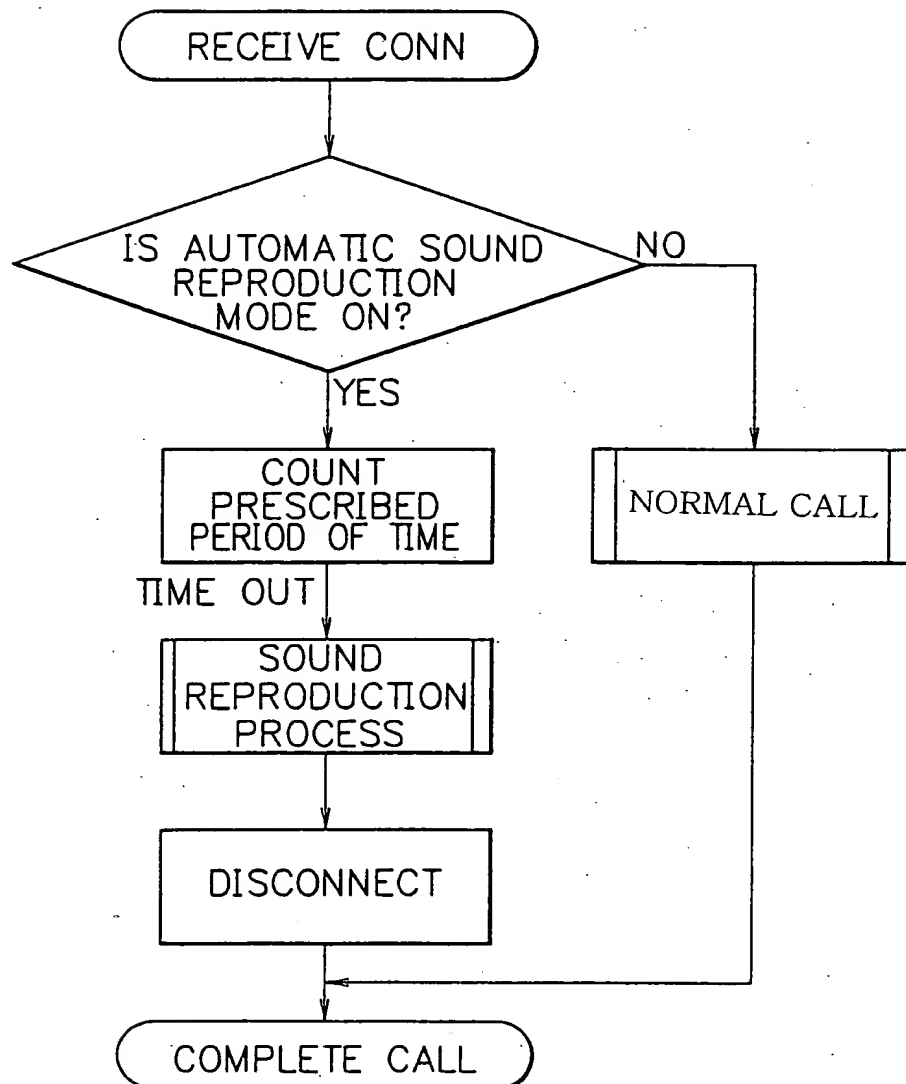 RECEIVE CONN
IS AUTOMATIC SOUND
REPRODUCTION
MODE ON?
NO
YES
COUNT
PRESCRIBED
PERIOD OF TIME
NORMAL CALL
TIME OUT
SOUND
REPRODUCTION
PROCESS
DISCONNECT
COMPLETE CALL